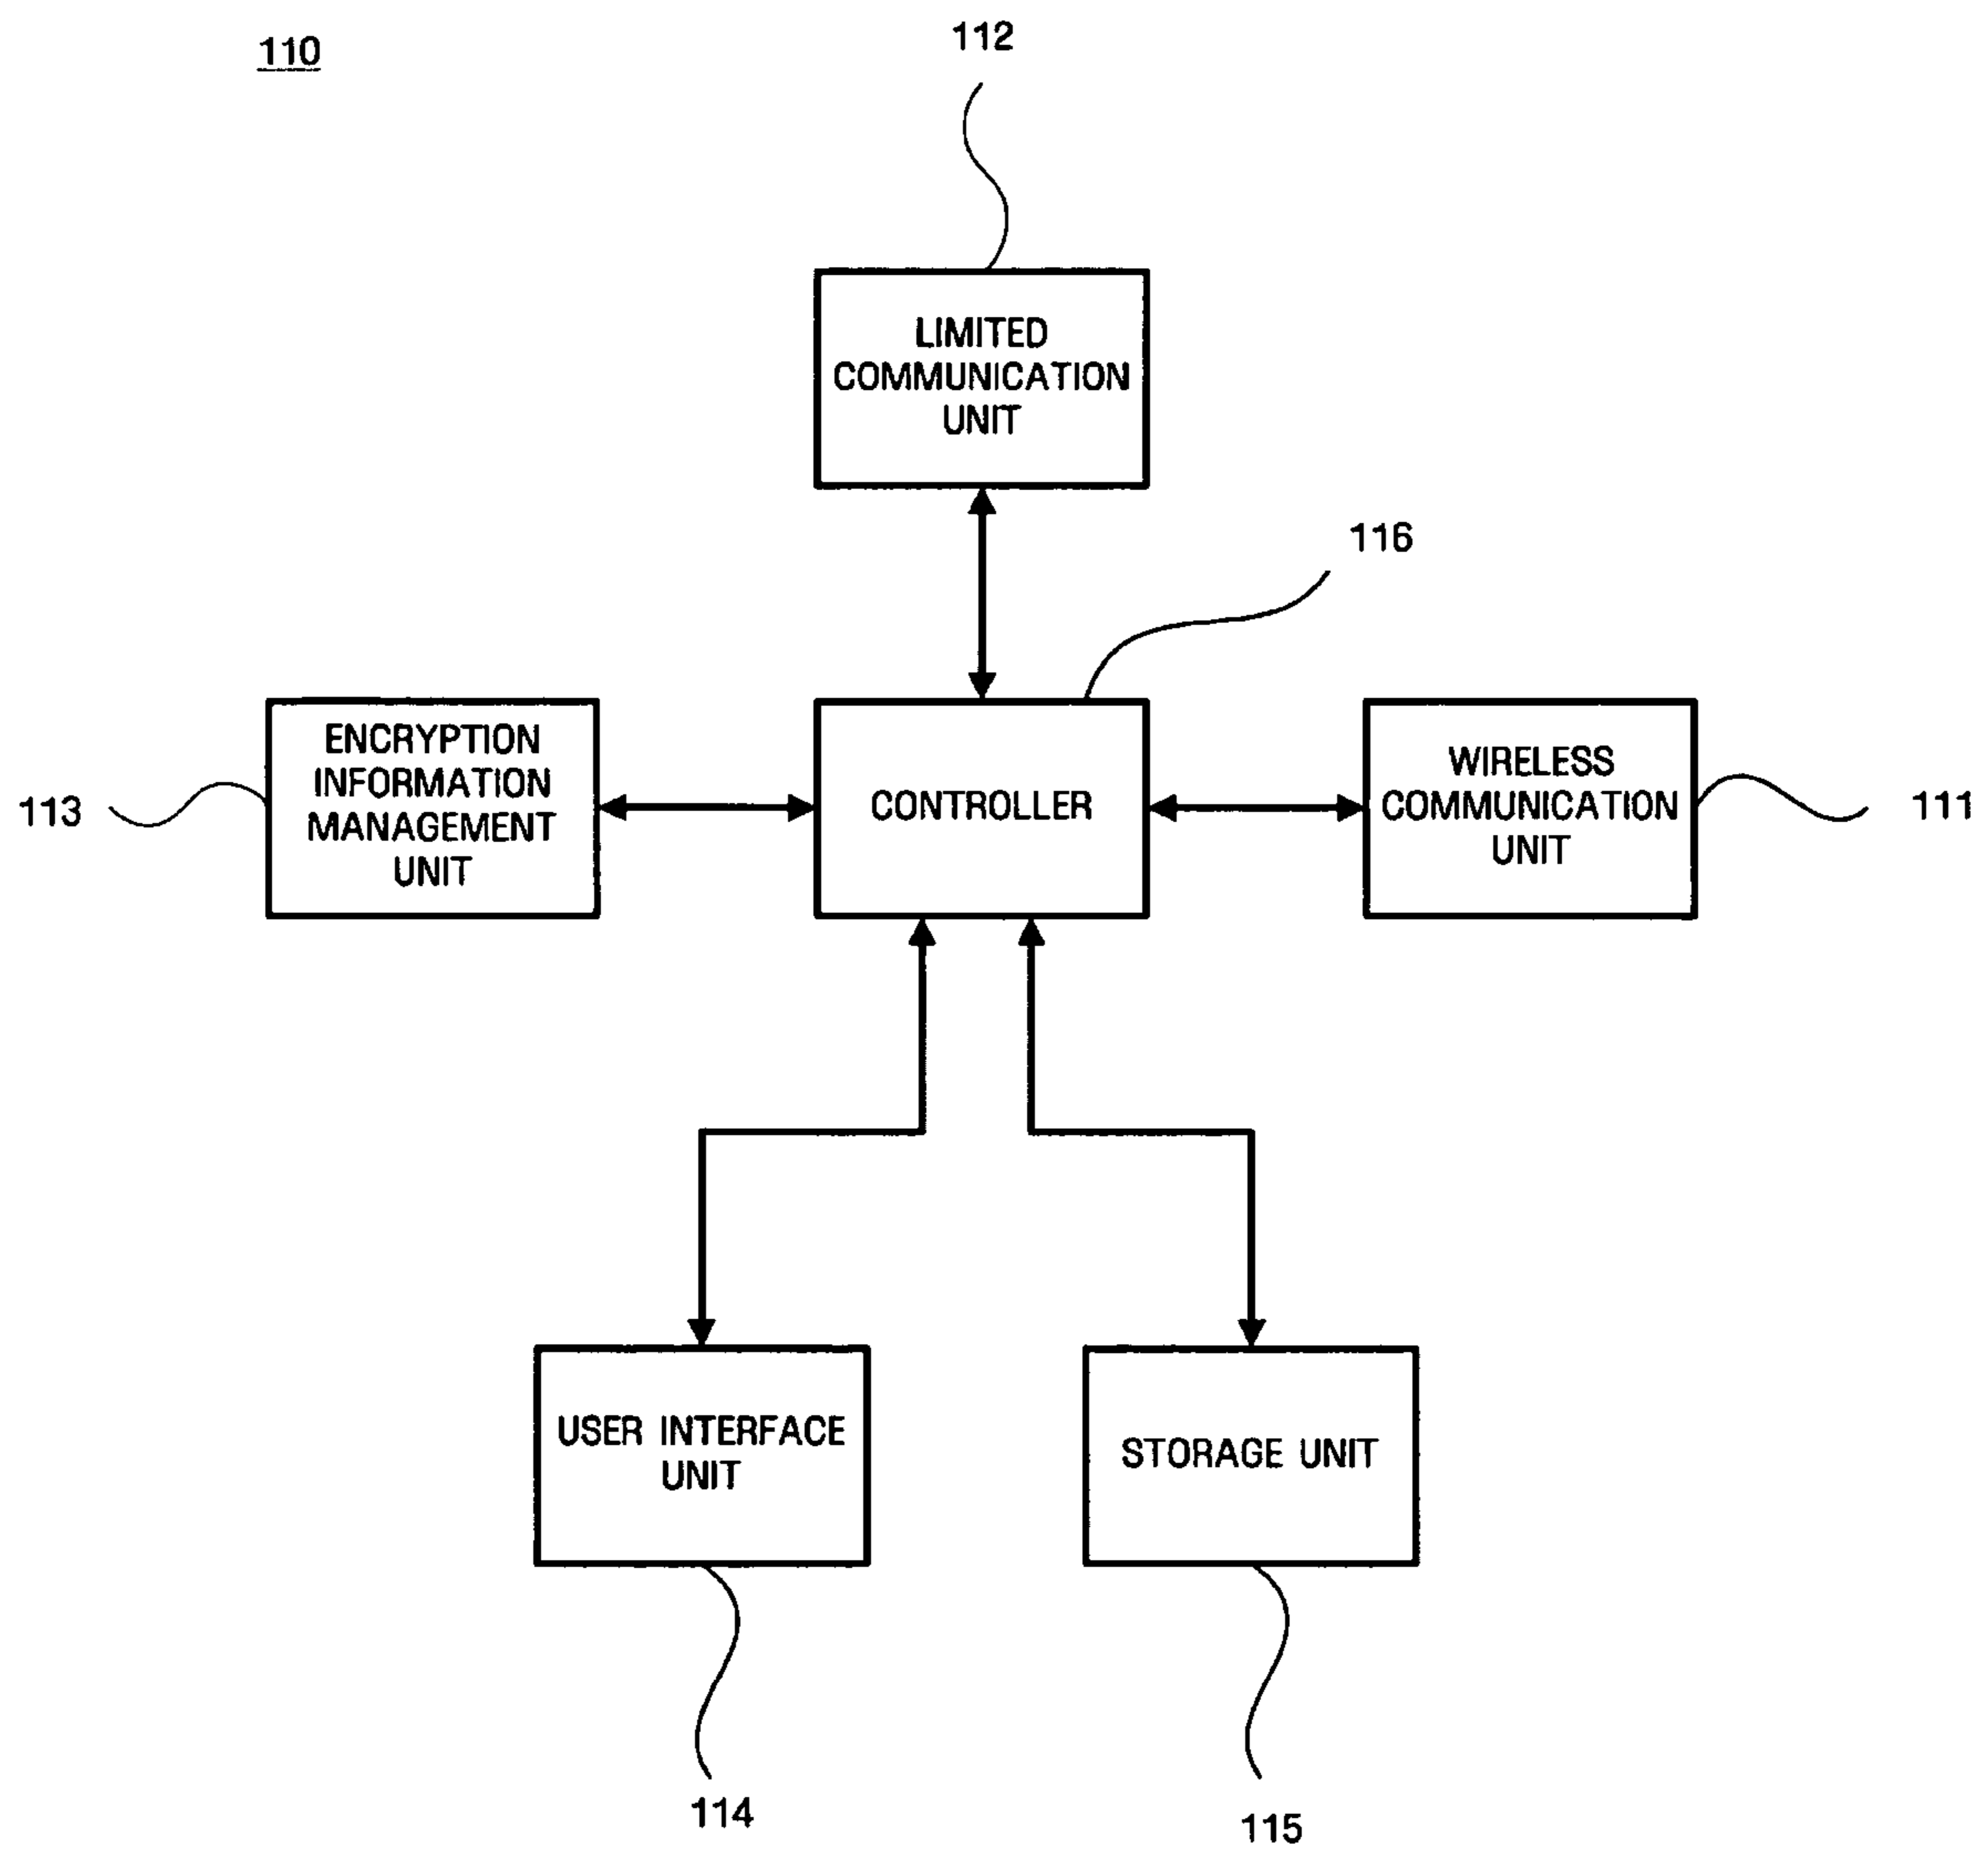 110
112
LIMITED
COMMUNICATION
UNIT
116
ENCRYPTION
INFORMATION
MANAGEMENT
UNIT
113
CONTROLLER
WIRELESS
COMMUNICATION
UNIT
111
USER INTERFACE
UNIT
STORAGE UNIT
114
115